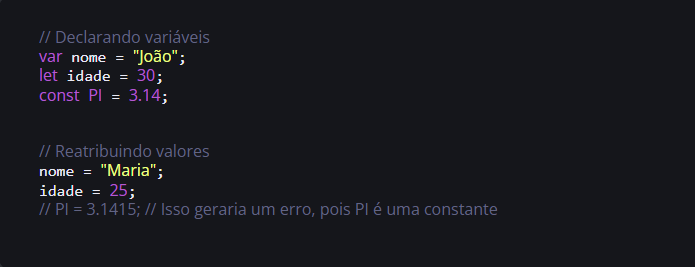 // Declarando variáveis
var nome = "João";
let idade = 30;
const PI = 3.14;
// Reatribuindo valores
nome = "Maria";
idade = 25;
// PI = 3.1415; // Isso geraria um erro, pois PI é uma constante